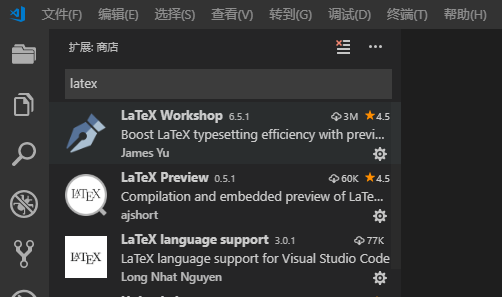 文件(F) 编辑(E) 选择(S) 查看(V) 转到(G) 调试(D) 终端(T) 帮助(H)
扩展: 商店
latex
LaTeX Workshop 6.5.1 3M 4.5
Boost LaTeX typesetting efficiency with previ...
James Yu
LaTeX Preview 0.5.1 60K 4.5
Compilation and embedded preview of LaTe...
ajshort
LaTeX language support 3.0.1 77K
LaTeX language support for Visual Studio Code
Long Nhat Nguyen